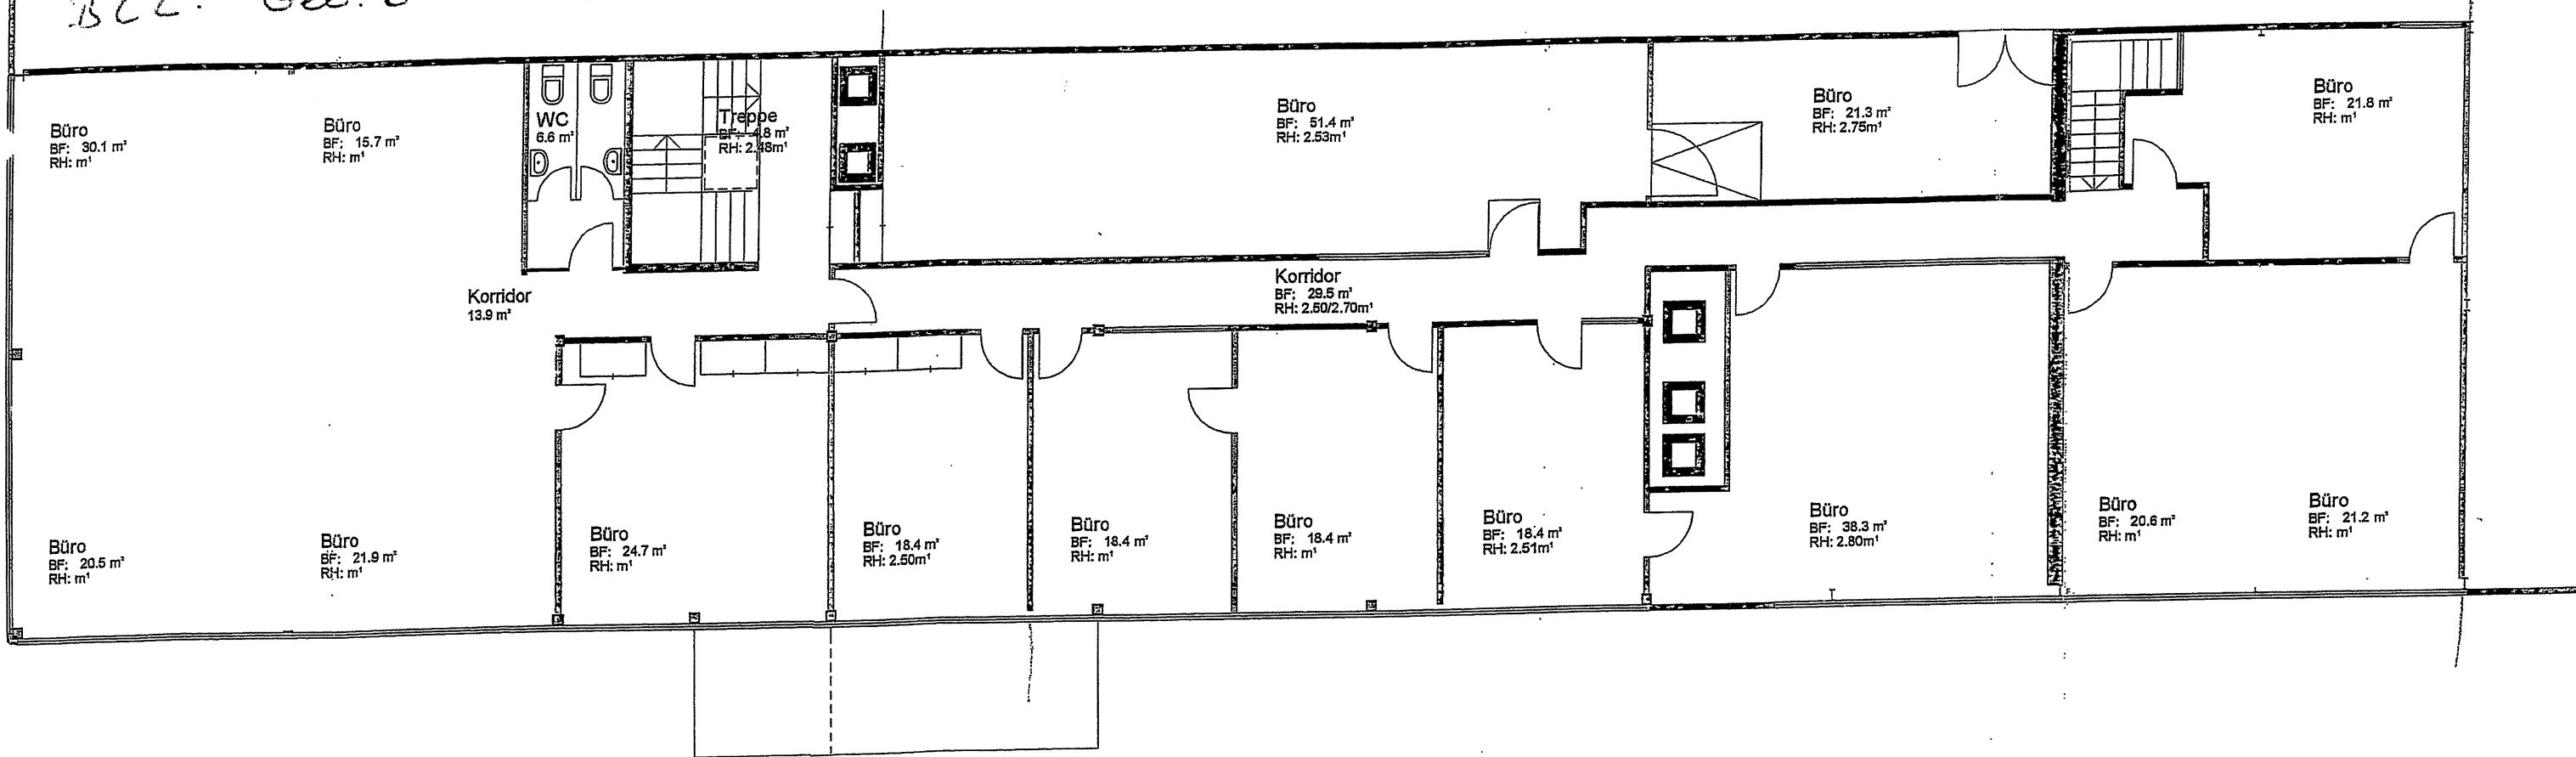 Büro
BF: 30.1 m²
RH: m¹
Büro
BF: 15.7 m²
RH: m¹
WC
6.6 m²
Treppe
BF: 4.8 m²
RH: 2.48m¹
Büro
BF: 51.4 m²
RH: 2.53m¹
Büro
BF: 21.3 m²
RH: 2.75m¹
Büro
BF: 21.8 m²
RH: m¹
Korridor
13.9 m²
Korridor
BF: 29.5 m²
RH: 2.60/2.70m¹
Büro
BF: 20.5 m²
RH: m¹
Büro
BF: 21.9 m²
RH: m¹
Büro
BF: 24.7 m²
RH: m¹
Büro
BF: 18.4 m²
RH: 2.50m¹
Büro
BF: 18.4 m²
RH: m¹
Büro
BF: 18.4 m²
RH: m¹
Büro
BF: 18.4 m²
RH: 2.51m¹
Büro
BF: 38.3 m²
RH: 2.80m¹
Büro
BF: 20.6 m²
RH: m¹
Büro
BF: 21.2 m²
RH: m¹